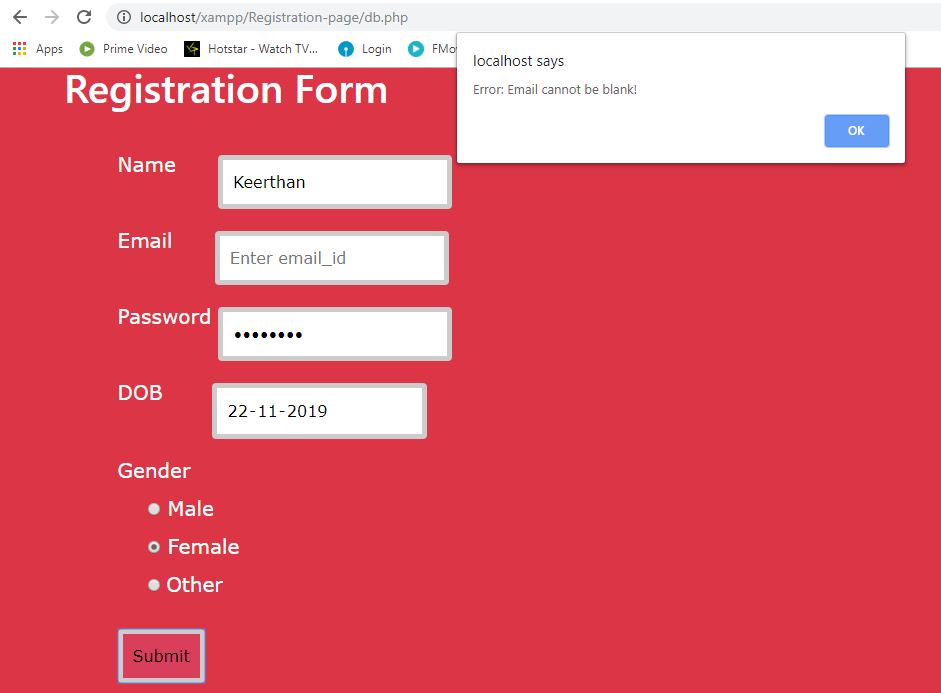 localhost/xampp/Registration-page/db.php
Apps Prime Video Hotstar - Watch TV... Login FMo
localhost says
Error: Email cannot be blank!
OK
Registration Form
Name Keerthan
Email Enter email_id
Password ••••••••
DOB 22-11-2019
Gender
Male
Female
Other
Submit